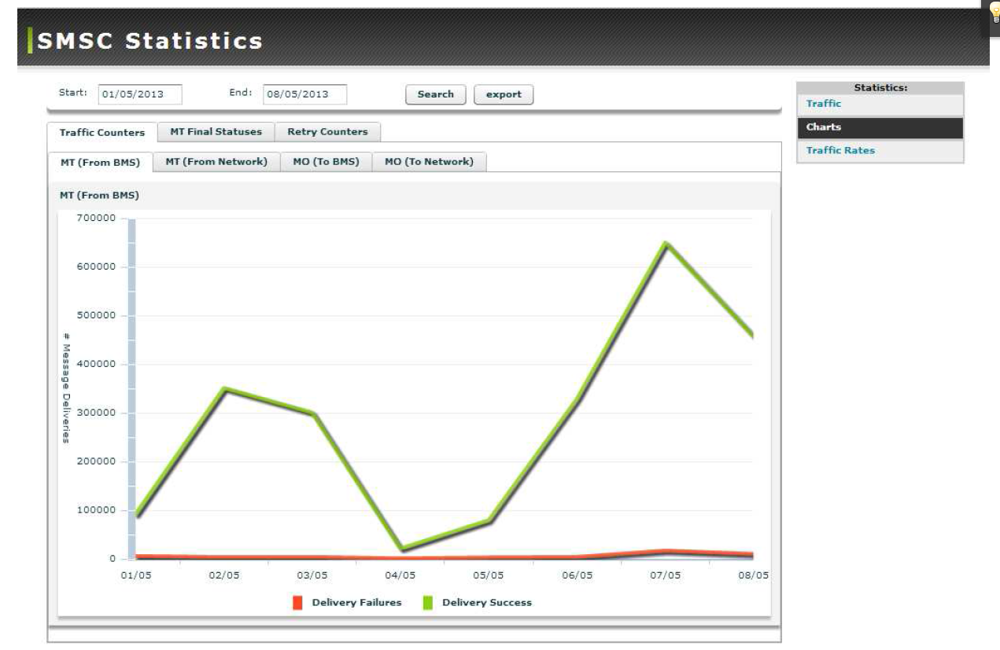 SMSC Statistics
Start: 01/05/2013 End: 08/05/2013 Search export
Statistics:
Traffic
Charts
Traffic Rates
Traffic Counters MT Final Statuses Retry Counters
MT (From BMS) MT (From Network) MO (To BMS) MO (To Network)
MT (From BMS)
# Message Deliveries
700000
600000
500000
400000
300000
200000
100000
0
01/05 02/05 03/05 04/05 05/05 06/05 07/05 08/05
Delivery Failures Delivery Success